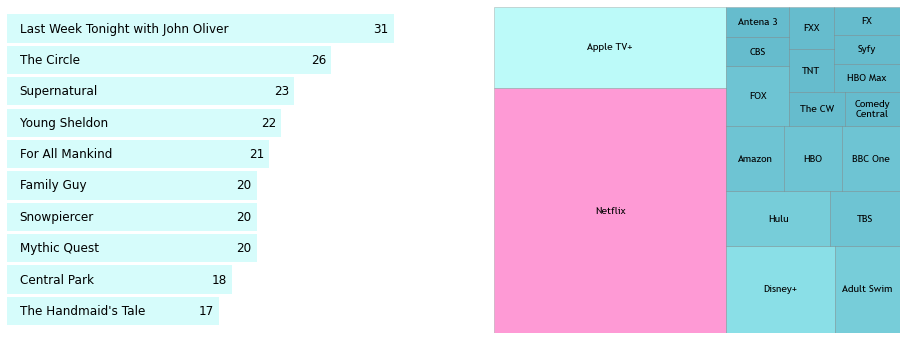 Last Week Tonight with John Oliver 31
The Circle 26
Supernatural 23
Young Sheldon 22
For All Mankind 21
Family Guy 20
Snowpiercer 20
Mythic Quest 20
Central Park 18
The Handmaid's Tale 17
Apple TV+
Netflix
Antena 3
FXX
FX
CBS
Syfy
TNT
HBO Max
FOX
The CW
Comedy
Central
Amazon
HBO
BBC One
Hulu
TBS
Disney+
Adult Swim